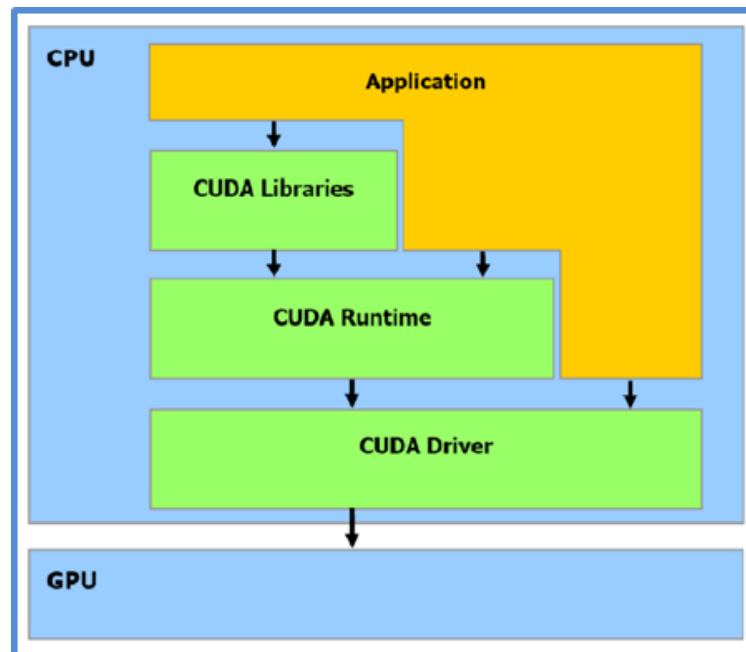 CPU
Application
CUDA Libraries
CUDA Runtime
CUDA Driver
GPU